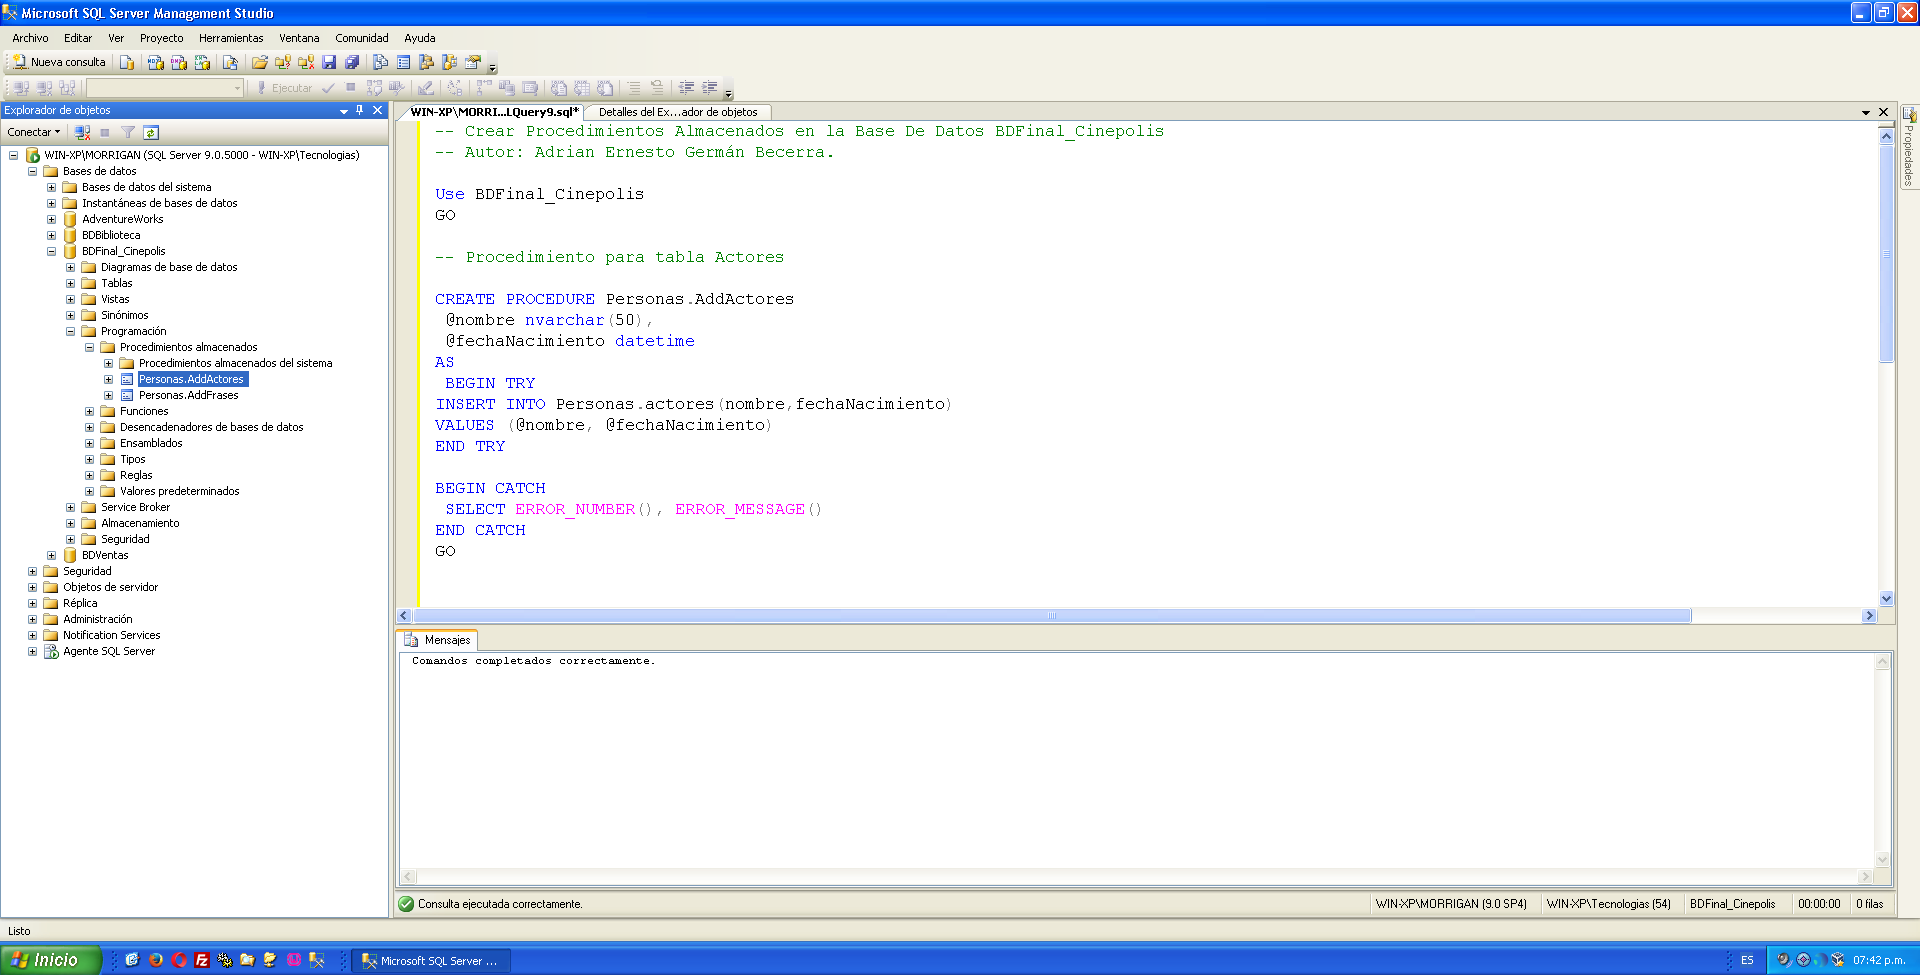 Microsoft SQL Server Management Studio
Archivo Editar Ver Proyecto Herramientas Ventana Comunidad Ayuda
Nueva consulta
Ejecutar
Explorador de objetos
Conectar
WIN-XP\MORRIGAN (SQL Server 9.0.5000 - WIN-XP\Tecnologias)
Bases de datos
Bases de datos del sistema
Instantáneas de bases de datos
AdventureWorks
BDBiblioteca
BDFinal_Cinepolis
Diagramas de base de datos
Tablas
Vistas
Sinónimos
Programación
Procedimientos almacenados
Procedimientos almacenados del sistema
Personas.AddActores
Personas.AddFrases
Funciones
Desencadenadores de bases de datos
Ensamblados
Tipos
Reglas
Valores predeterminados
Service Broker
Almacenamiento
Seguridad
BDVentas
Seguridad
Objetos de servidor
Réplica
Administración
Notification Services
Agente SQL Server
WIN-XP\MORRI...LQuery9.sql* Detalles del Ex...ador de objetos
-- Crear Procedimientos Almacenados en la Base De Datos BDFinal_Cinepolis
-- Autor: Adrian Ernesto Germán Becerra.
Use BDFinal_Cinepolis
GO
-- Procedimiento para tabla Actores
CREATE PROCEDURE Personas.AddActores
@nombre nvarchar(50),
@fechaNacimiento datetime
AS
BEGIN TRY
INSERT INTO Personas.actores(nombre,fechaNacimiento)
VALUES (@nombre, @fechaNacimiento)
END TRY
BEGIN CATCH
SELECT ERROR_NUMBER(), ERROR_MESSAGE()
END CATCH
GO
Propiedades
Mensajes
Comandos completados correctamente.
Consulta ejecutada correctamente. WIN-XP\MORRIGAN (9.0 SP4) WIN-XP\Tecnologias (54) BDFinal_Cinepolis 00:00:00 0 filas
Listo
Inicio Microsoft SQL Server ... ES 07:42 p.m.